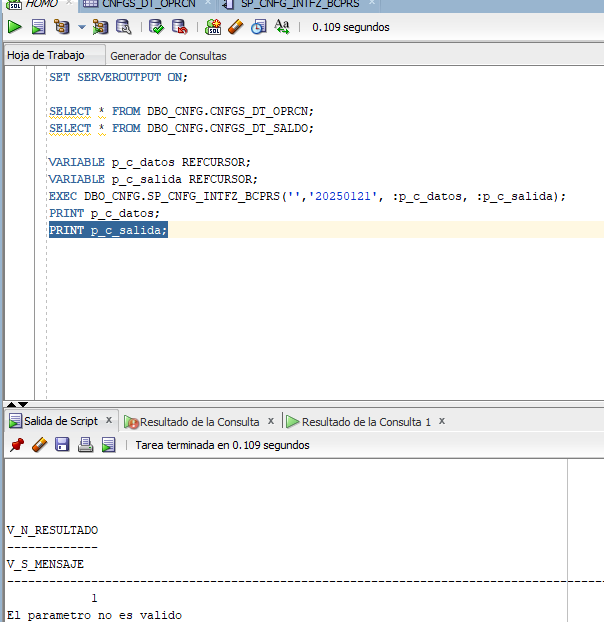 HOMO
CNFGS_DT_OPRCN
SP_CNFG_INTFZ_BCPRS
SQL
SQL
Aa
0.109 segundos
Hoja de Trabajo
Generador de Consultas
SET SERVEROUTPUT ON;
SELECT * FROM DBO_CNFG.CNFGS_DT_OPRCN;
SELECT * FROM DBO_CNFG.CNFGS_DT_SALDO;
VARIABLE p_c_datos REFCURSOR;
VARIABLE p_c_salida REFCURSOR;
EXEC DBO_CNFG.SP_CNFG_INTFZ_BCPRS('','20250121', :p_c_datos, :p_c_salida);
PRINT p_c_datos;
PRINT p_c_salida;
Salida de Script x
Resultado de la Consulta x
Resultado de la Consulta 1 x
Tarea terminada en 0.109 segundos
V_N_RESULTADO
-------------
V_S_MENSAJE
--------------------------------------------------------------------------------
1
El parametro no es valido